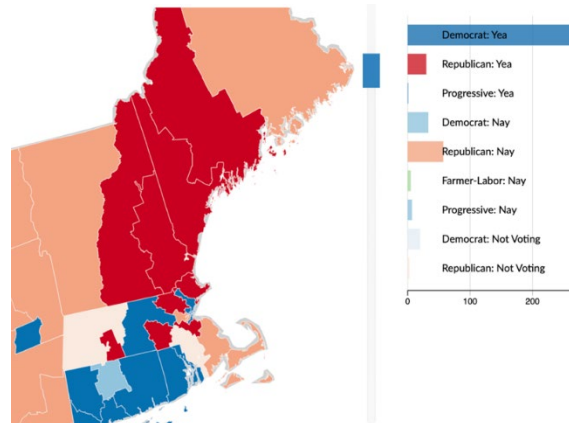 Democrat: Yea
Republican: Yea
Progressive: Yea
Democrat: Nay
Republican: Nay
Farmer-Labor: Nay
Progressive: Nay
Democrat: Not Voting
Republican: Not Voting
0 100 200